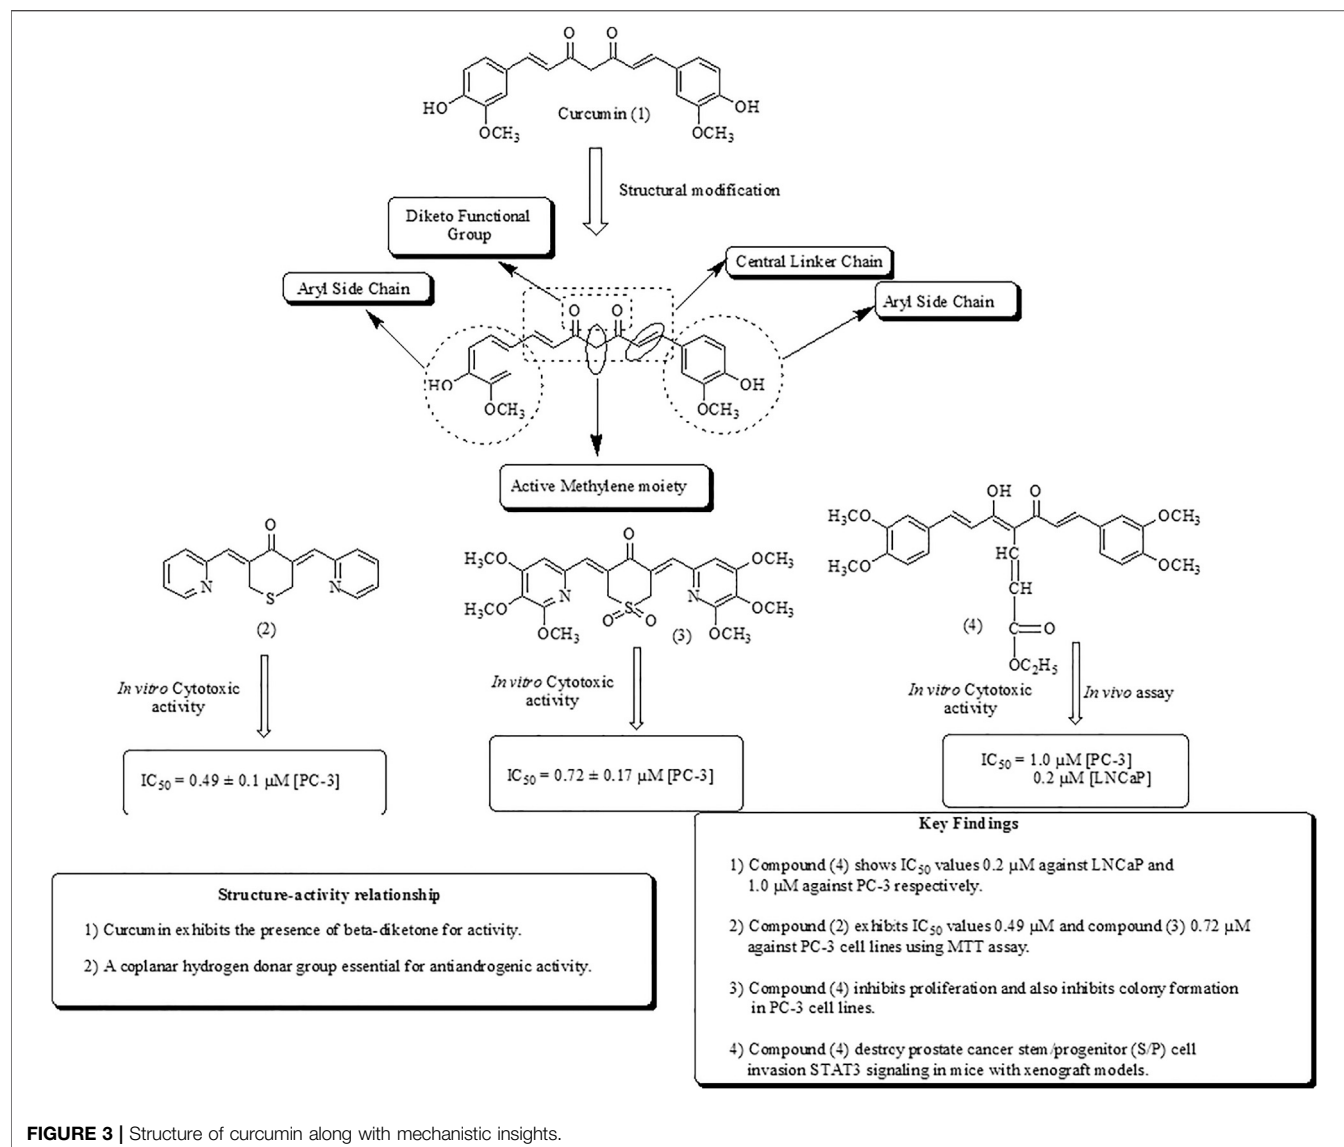 O O
HO
OCH3
Curcumin (1)
OH
OCH3
Structural modification
Diketo Functional
Group
Central Linker Chain
Aryl Side Chain
Aryl Side Chain
O O
HO
OCH3
OH
OCH3
Active Methylene moiety
O
N
S
N
(2)
O
H3CO
H3CO
OCH3
N
S
O O
N
OCH3
OCH3
OCH3
(3)
OH O
H3CO
H3CO
OCH3
OCH3
HC
CH
C=O
OC2H5
(4)
In vitro Cytotoxic
activity
In vitro Cytotoxic
activity
In vitro Cytotoxic
activity
In vivo assay
IC50 = 0.49 ± 0.1 µM [PC-3]
IC50 = 0.72 ± 0.17 µM [PC-3]
IC50 = 1.0 µM [PC-3]
0.2 µM [LNCaP]
Structure-activity relationship
1) Curcumin exhibits the presence of beta-diketone for activity.
2) A coplanar hydrogen donar group essential for antiandrogenic activity.
Key Findings
1) Compound (4) shows IC50 values 0.2 µM against LNCaP and
1.0 µM against PC-3 respectively.
2) Compound (2) exhibits IC50 values 0.49 µM and compound (3) 0.72 µM
against PC-3 cell lines using MTT assay.
3) Compound (4) inhibits proliferation and also inhibits colony formation
in PC-3 cell lines.
4) Compound (4) destroy prostate cancer stem/progenitor (S/P) cell
invasion STAT3 signaling in mice with xenograft models.
FIGURE 3 | Structure of curcumin along with mechanistic insights.